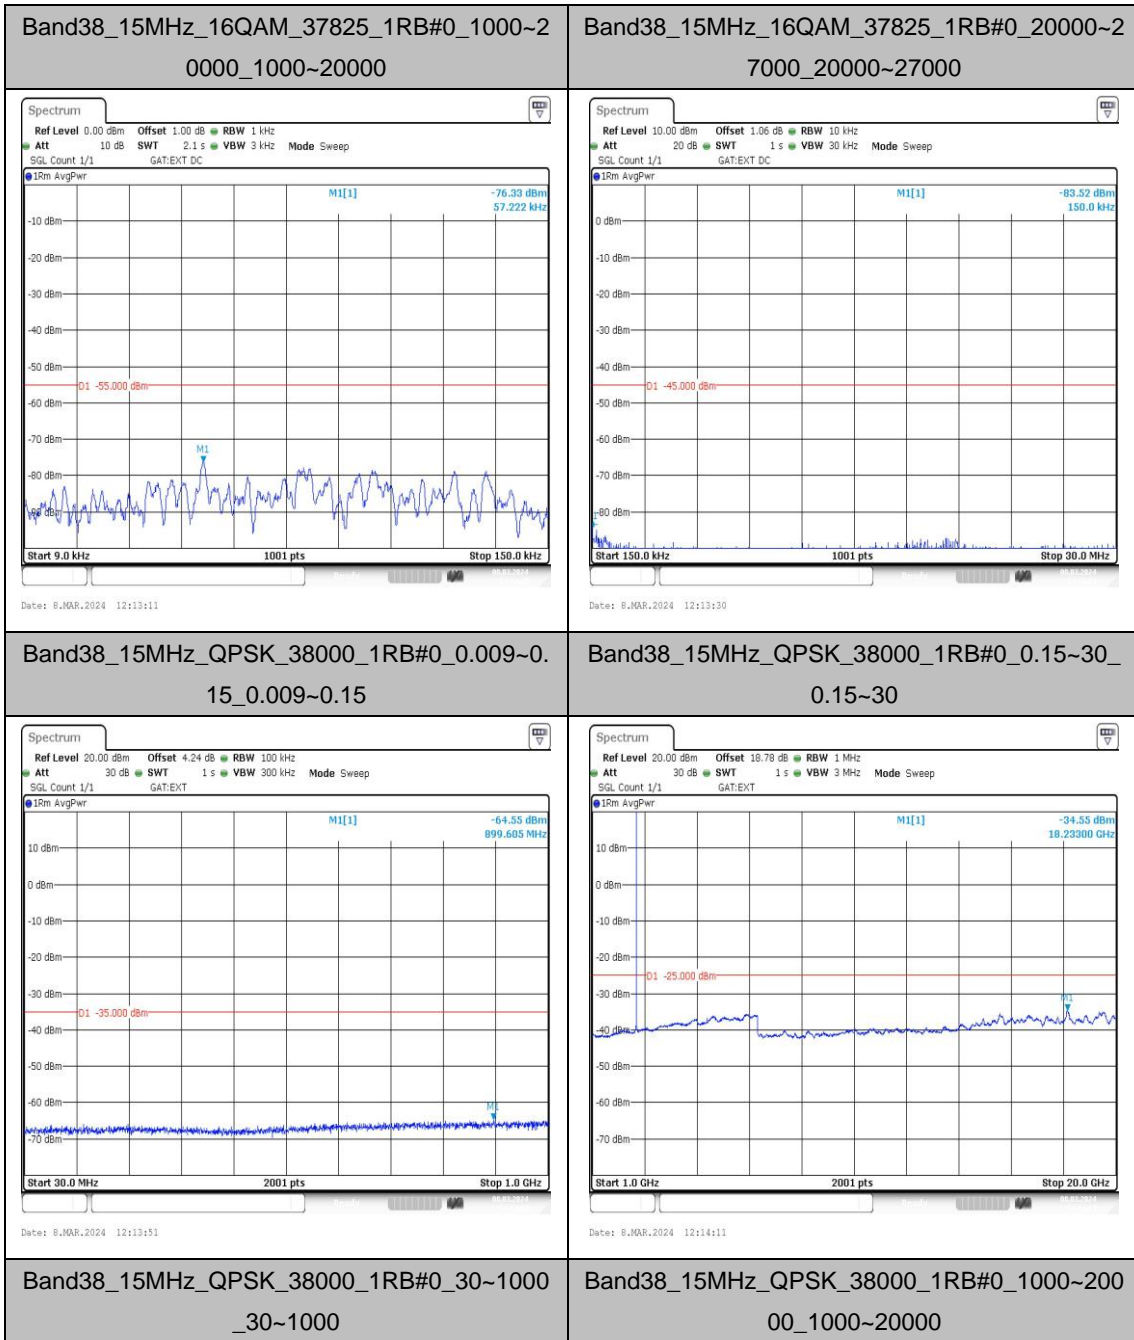 Band38_15MHz_16QAM_37825_1RB#0_1000~2
0000_1000~20000
Band38_15MHz_16QAM_37825_1RB#0_20000~2
7000_20000~27000
Spectrum
Ref Level 0.00 dBm Offset 1.00 dB RBW 1 kHz
Att 10 dB SWT 2.1 s VBW 3 kHz Mode Sweep
SGL Count 1/1 GAT:EXT DC
1Rm AvgPwr
M1[1] -76.33 dBm
57.222 kHz
-10 dBm
-20 dBm
-30 dBm
-40 dBm
-50 dBm
D1 -55.000 dBm
-60 dBm
-70 dBm
M1
-80 dBm
-90 dBm
Start 9.0 kHz 1001 pts Stop 150.0 kHz
Date: 8.MAR.2024 12:13:11
Spectrum
Ref Level 10.00 dBm Offset 1.06 dB RBW 10 kHz
Att 20 dB SWT 1 s VBW 30 kHz Mode Sweep
SGL Count 1/1 GAT:EXT DC
1Rm AvgPwr
M1[1] -83.52 dBm
150.0 kHz
0 dBm
-10 dBm
-20 dBm
-30 dBm
-40 dBm
D1 -45.000 dBm
-50 dBm
-60 dBm
-70 dBm
-80 dBm
Start 150.0 kHz 1001 pts Stop 30.0 MHz
Date: 8.MAR.2024 12:13:30
Band38_15MHz_QPSK_38000_1RB#0_0.009~0.
15_0.009~0.15
Band38_15MHz_QPSK_38000_1RB#0_0.15~30_
0.15~30
Spectrum
Ref Level 20.00 dBm Offset 4.24 dB RBW 100 kHz
Att 30 dB SWT 1 s VBW 300 kHz Mode Sweep
SGL Count 1/1 GAT:EXT
1Rm AvgPwr
M1[1] -64.55 dBm
899.605 MHz
10 dBm
0 dBm
-10 dBm
-20 dBm
-30 dBm
D1 -35.000 dBm
-40 dBm
-50 dBm
-60 dBm
M1
-70 dBm
Start 30.0 MHz 2001 pts Stop 1.0 GHz
Date: 8.MAR.2024 12:13:51
Spectrum
Ref Level 20.00 dBm Offset 18.78 dB RBW 1 MHz
Att 30 dB SWT 1 s VBW 3 MHz Mode Sweep
SGL Count 1/1 GAT:EXT
1Rm AvgPwr
M1[1] -34.55 dBm
18.23300 GHz
10 dBm
0 dBm
-10 dBm
-20 dBm
D1 -25.000 dBm
-30 dBm
M1
-40 dBm
-50 dBm
-60 dBm
-70 dBm
Start 1.0 GHz 2001 pts Stop 20.0 GHz
Date: 8.MAR.2024 12:14:11
Band38_15MHz_QPSK_38000_1RB#0_30~1000
_30~1000
Band38_15MHz_QPSK_38000_1RB#0_1000~200
00_1000~20000